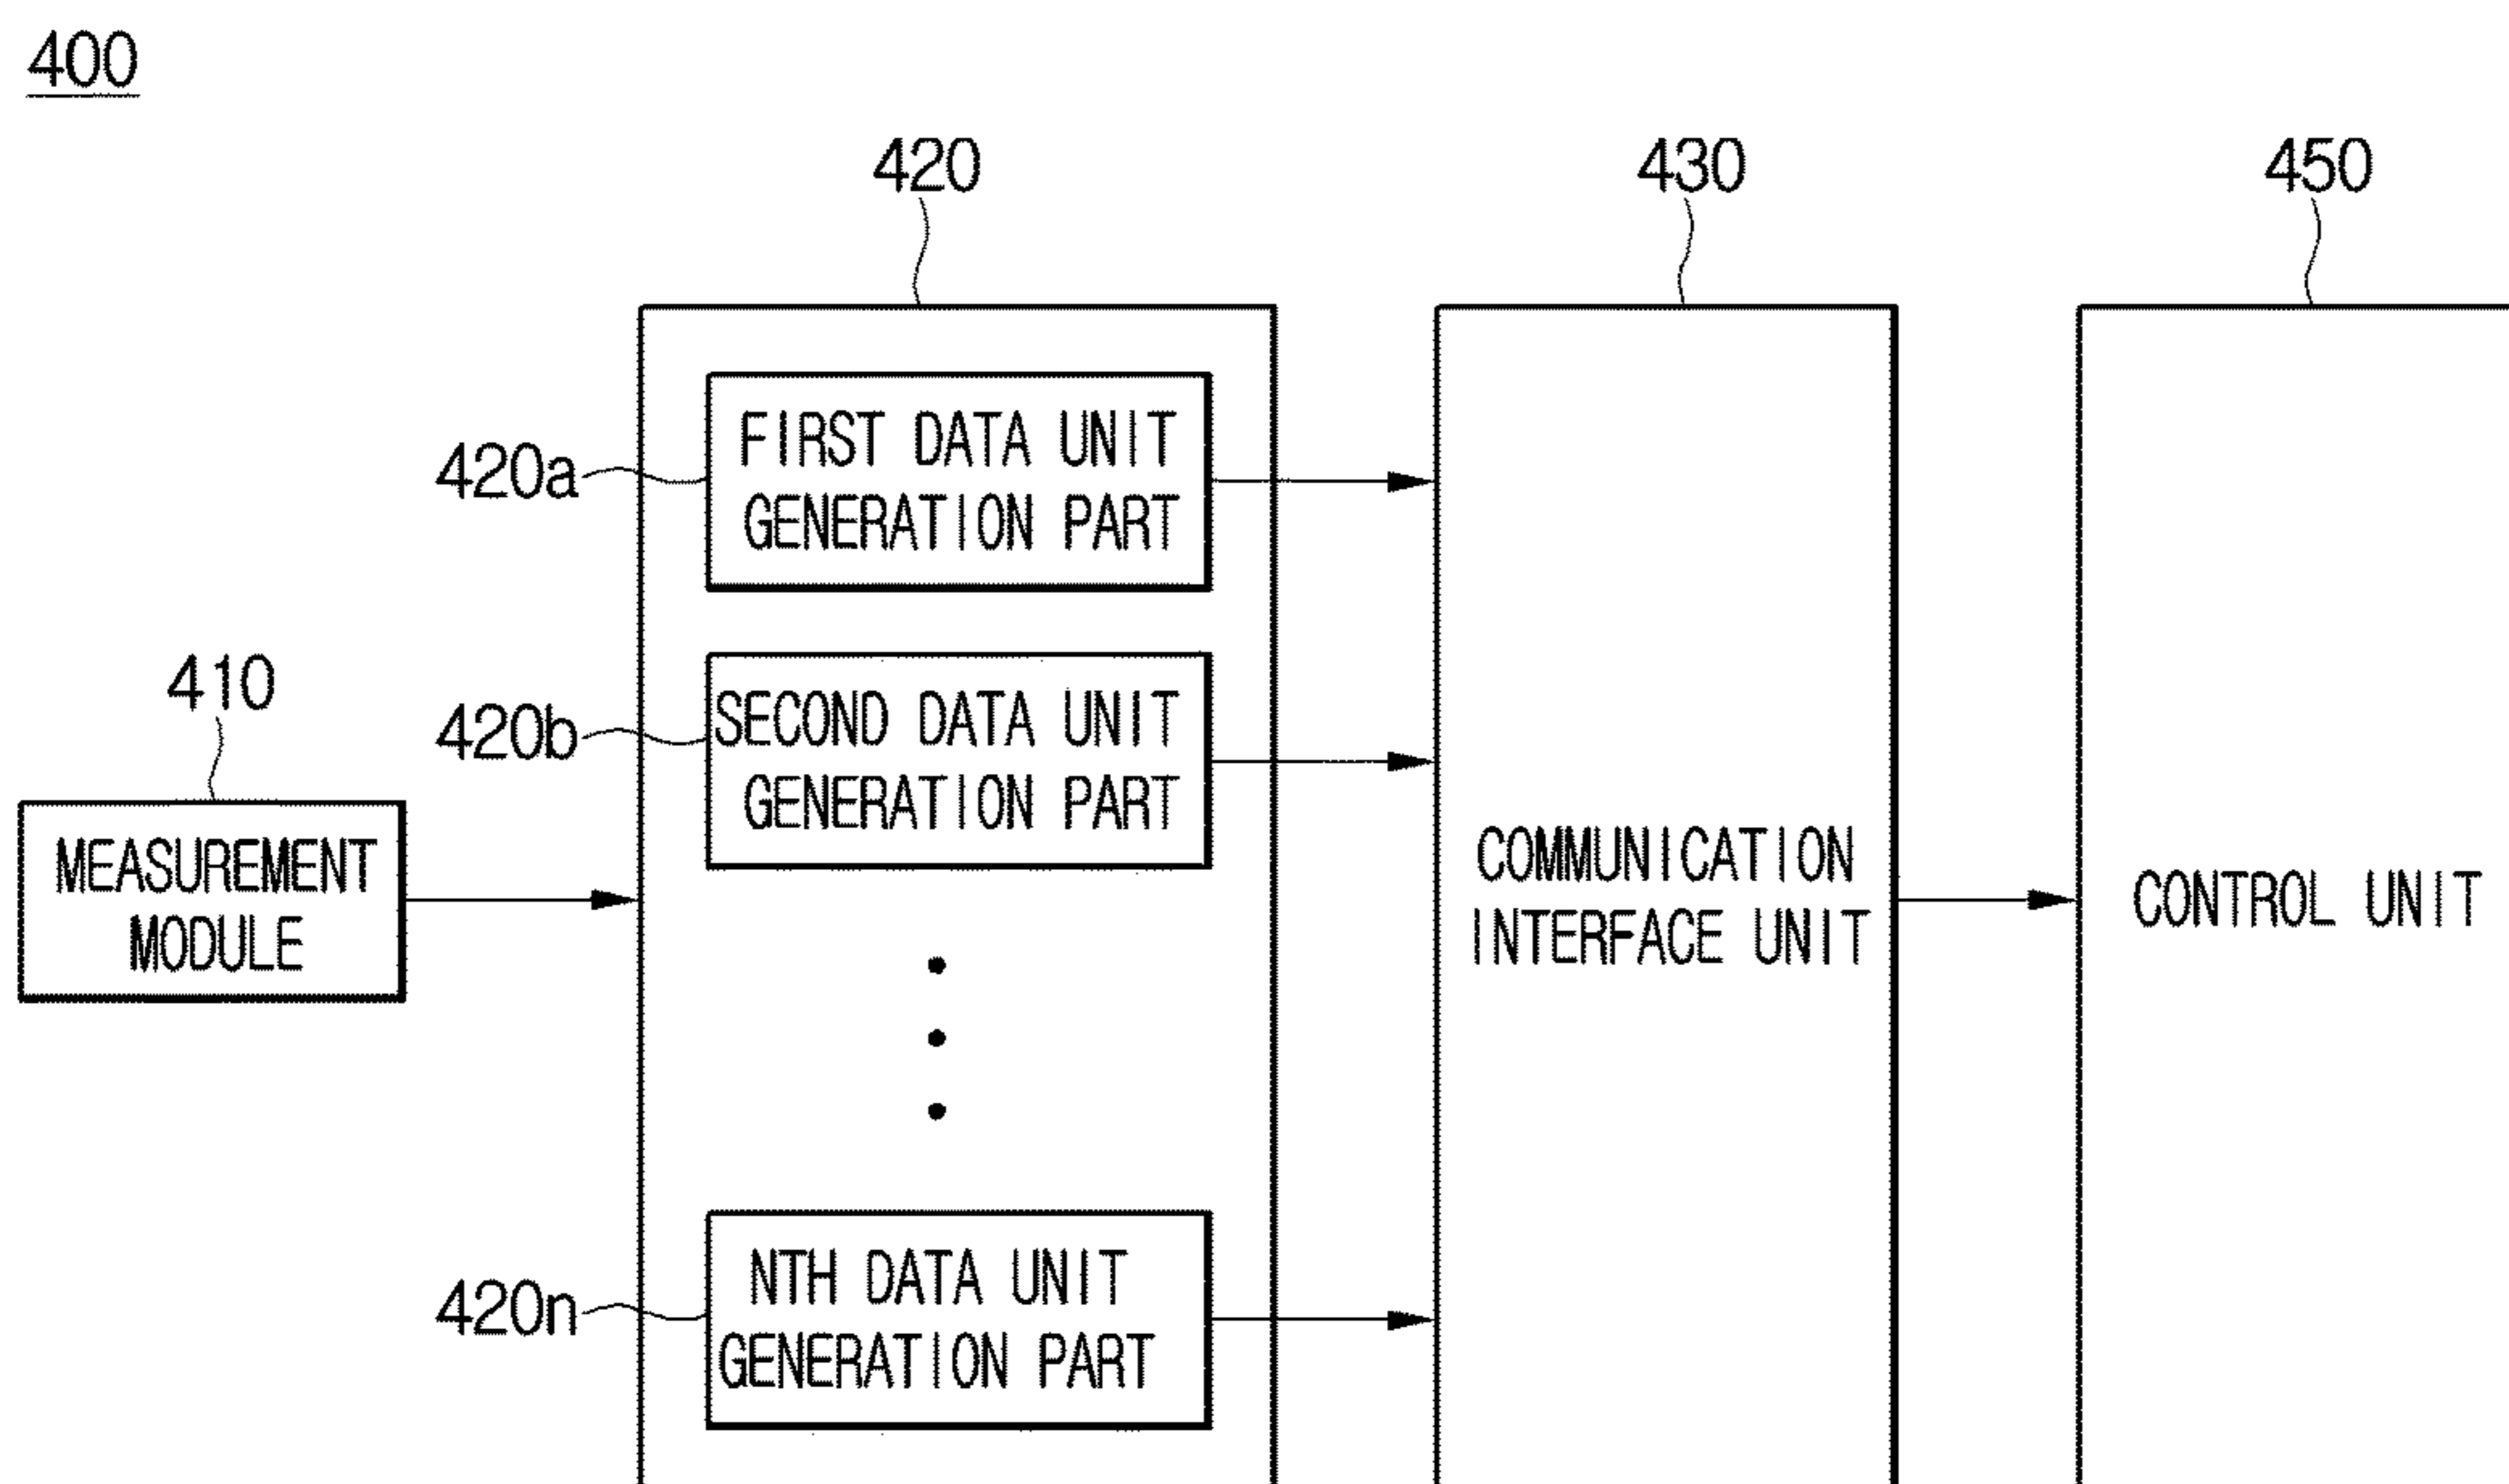 400
420
430
450
FIRST DATA UNIT
GENERATION PART
420a
SECOND DATA UNIT
GENERATION PART
420b
410
MEASUREMENT
MODULE
COMMUNICATION
INTERFACE UNIT
CONTROL UNIT
NTH DATA UNIT
GENERATION PART
420n